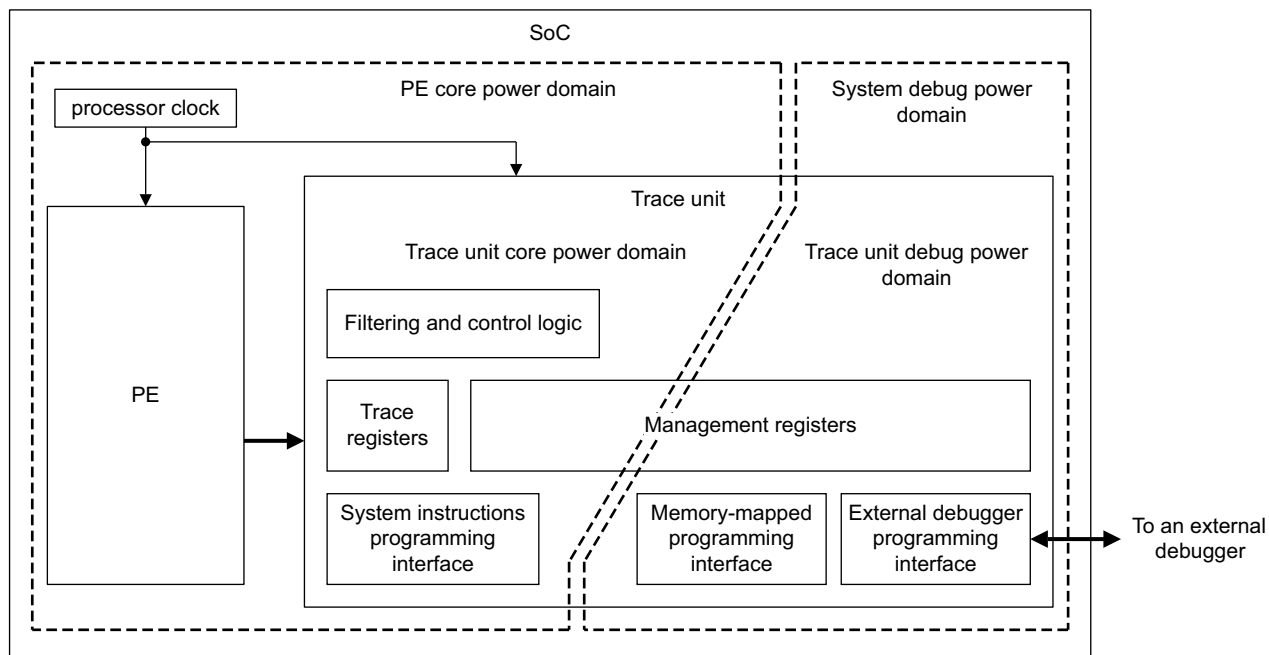 SoC
PE core power domain
System debug power
domain
processor clock
Trace unit
Trace unit core power domain
Trace unit debug power
domain
Filtering and control logic
PE
Trace
registers
Management registers
System instructions
programming
interface
Memory-mapped
programming
interface
External debugger
programming
interface
To an external
debugger